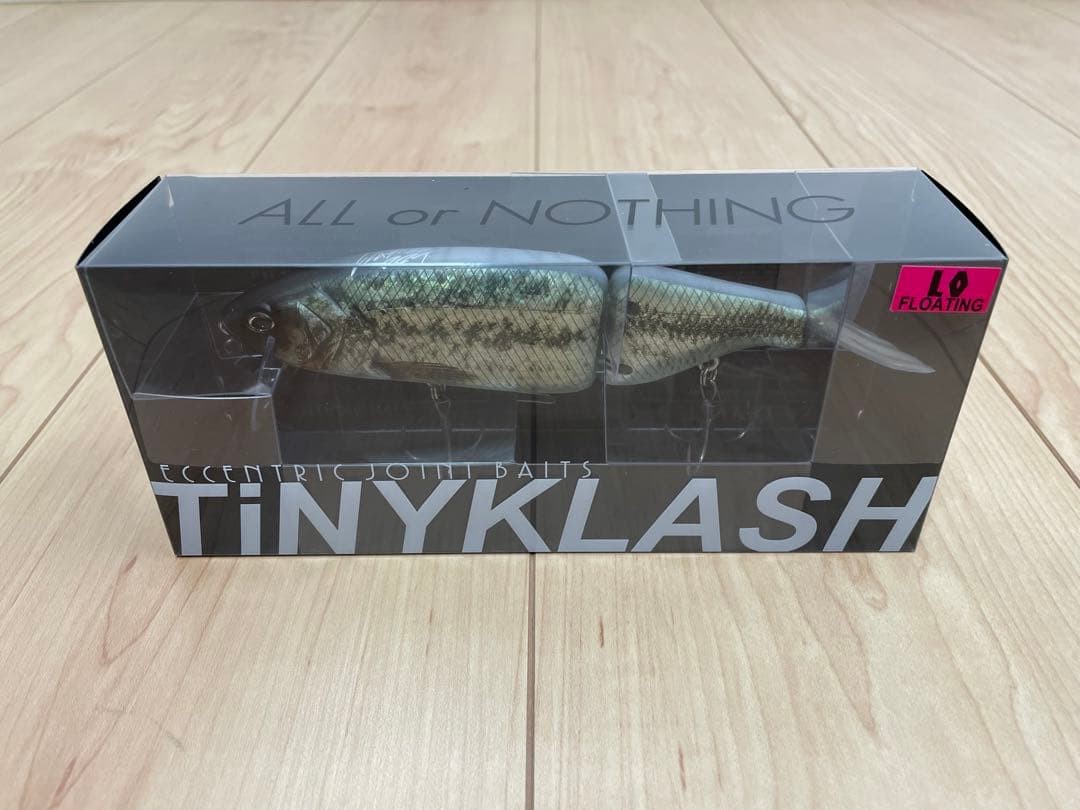 ALL or NOTHING
LO
FLOATING
ECCENTRIC JOINT BAITS
TiNYKLASH